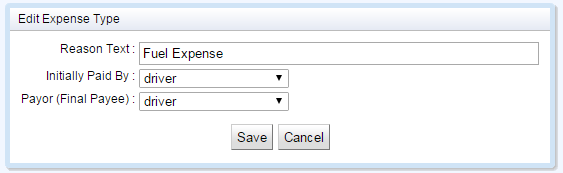 Edit Expense Type
Reason Text : Fuel Expense
Initially Paid By : driver
Payor (Final Payee) : driver
Save Cancel